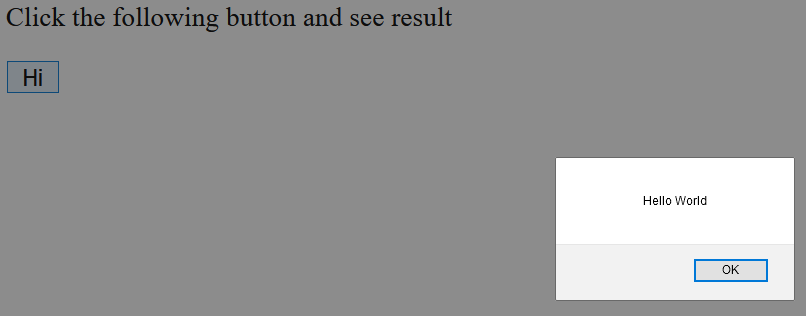 Click the following button and see result
Hi
Hello World
OK